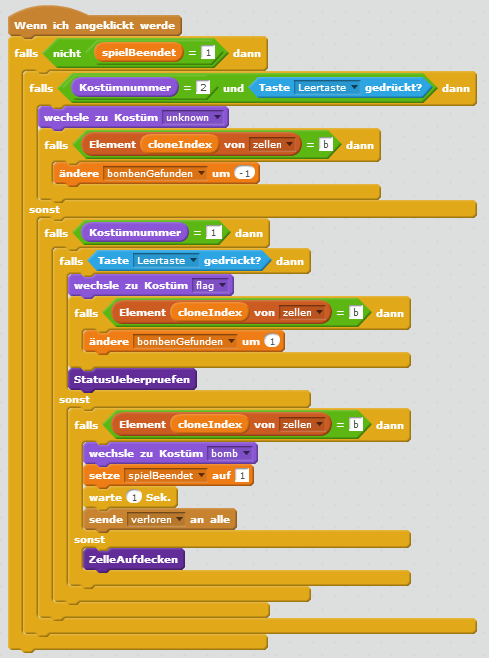 Wenn ich angeklickt werde
falls nicht spielBeendet = 1 dann
falls Kostümnummer = 2 und Taste Leertaste gedrückt? dann
wechsle zu Kostüm unknown
falls Element cloneIndex von zellen = b dann
ändere bombenGefunden um -1
sonst
falls Kostümnummer = 1 dann
falls Taste Leertaste gedrückt? dann
wechsle zu Kostüm flag
falls Element cloneIndex von zellen = b dann
ändere bombenGefunden um 1
StatusUeberpruefen
sonst
falls Element cloneIndex von zellen = b dann
wechsle zu Kostüm bomb
setze spielBeendet auf 1
warte 1 Sek.
sende verloren an alle
sonst
ZelleAufdecken